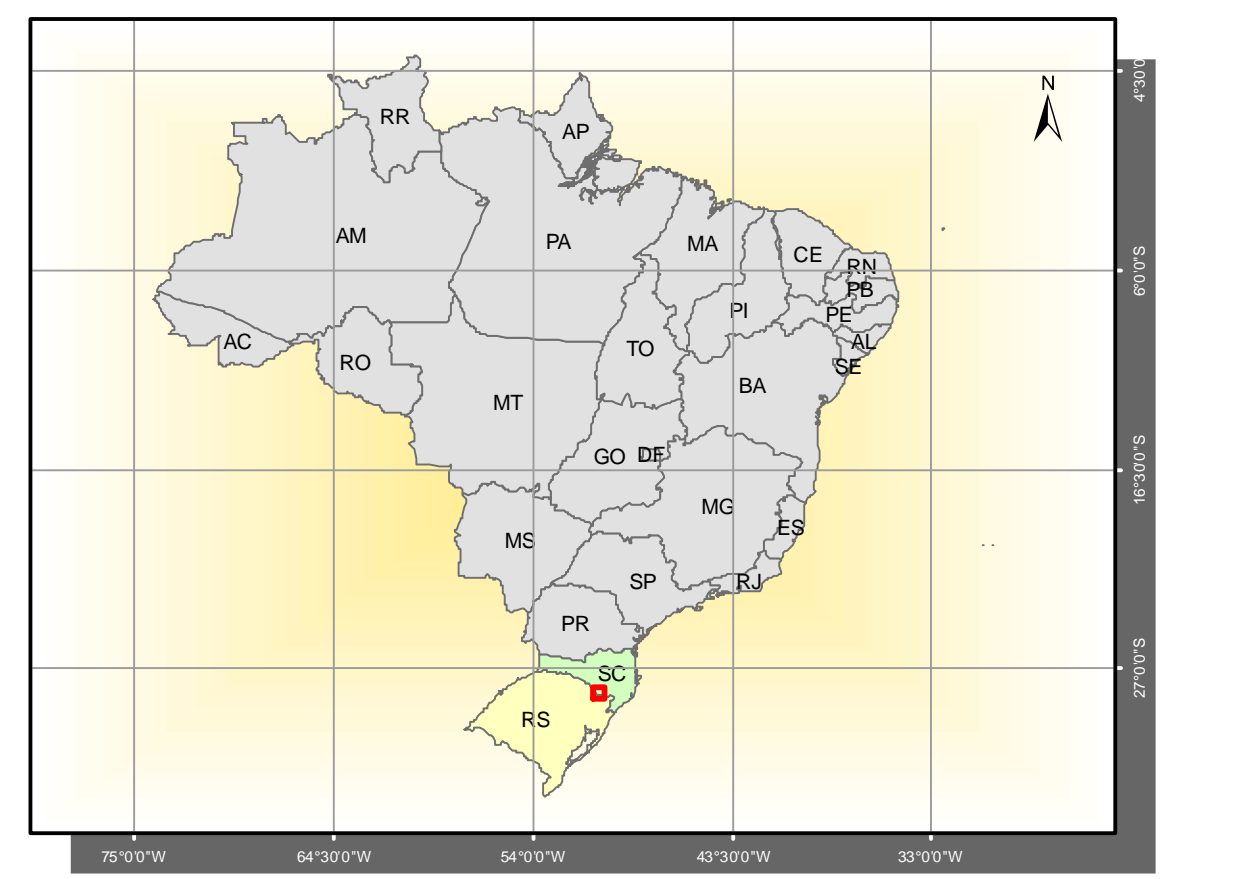 N
4°30'0
RR
AP
AM
PA
MA
CE
RN
6°0'0"S
PB
PI
PE
AC
AL
RO
TO
SE
BA
MT
GO
DF
16°30'0"S
MG
ES
MS
SP
RJ
PR
SC
27°0'0"S
RS
75°0'0"W
64°30'0"W
54°0'0"W
43°30'0"W
33°0'0"W